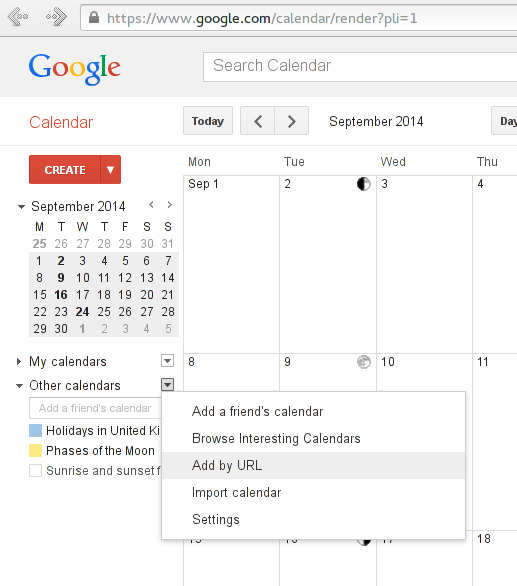 https://www.google.com/calendar/render?pli=1
Google
Search Calendar
Calendar
Today
September 2014
Day
CREATE
Mon Tue Wed Thu
Sep 1 2 3 4
September 2014
M T W T F S S
25 26 27 28 29 30 31
1 2 3 4 5 6 7
8 9 10 11 12 13 14
15 16 17 18 19 20 21
22 23 24 25 26 27 28
29 30 1 2 3 4 5
My calendars
8 9 10 11
Other calendars
Add a friend's calendar
Holidays in United Ki
Phases of the Moon
Sunrise and sunset f
Add a friend's calendar
Browse Interesting Calendars
Add by URL
Import calendar
Settings
15 16 17 18